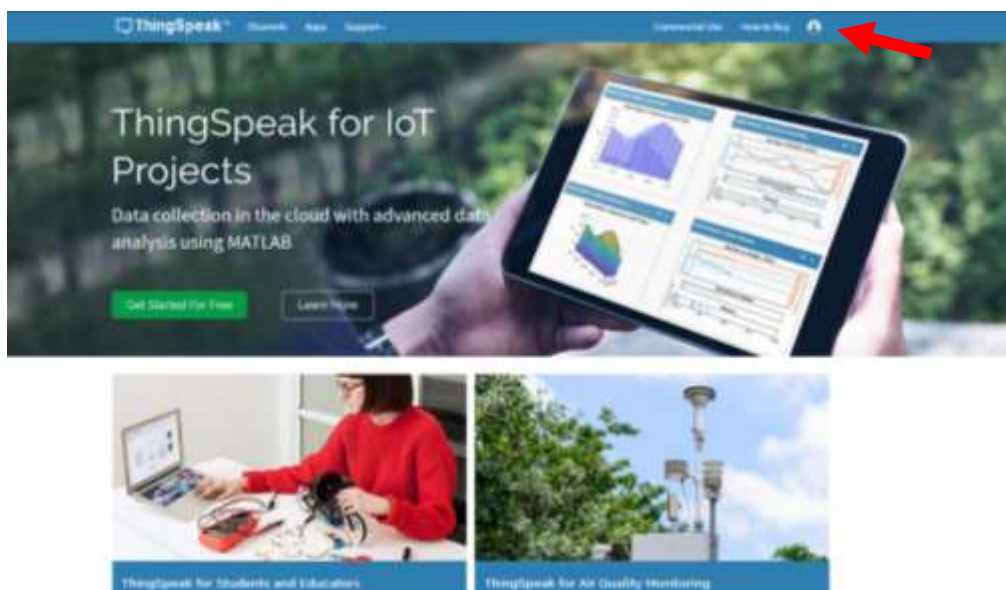 ThingSpeak™ Channels Apps Support
Commercial Use How to Buy
ThingSpeak for IoT
Projects
Data collection in the cloud with advanced data
analysis using MATLAB
Get Started For Free Learn More
ThingSpeak for Students and Educators
ThingSpeak for Air Quality Monitoring